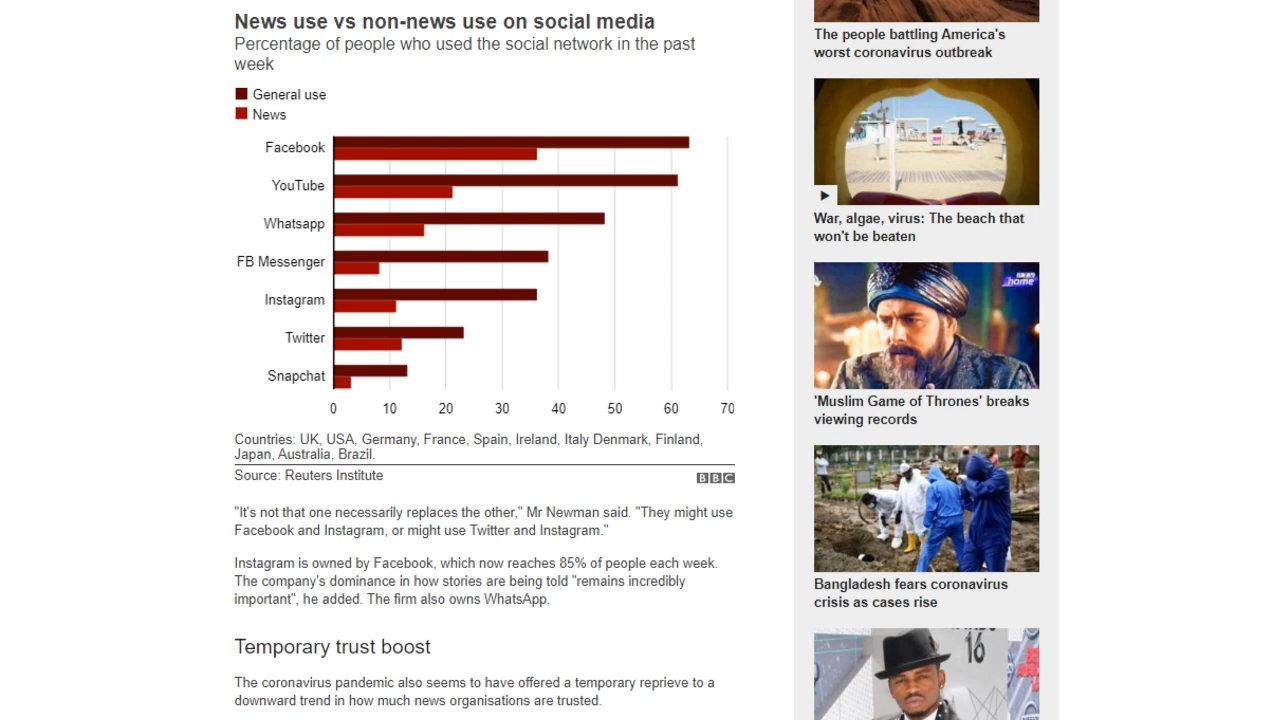 News use vs non-news use on social media
Percentage of people who used the social network in the past
week
General use
News
Facebook
YouTube
Whatsapp
FB Messenger
Instagram
Twitter
Snapchat
0 10 20 30 40 50 60 70
Countries: UK, USA, Germany, France, Spain, Ireland, Italy Denmark, Finland,
Japan, Australia, Brazil.
Source: Reuters Institute
BBC
"It's not that one necessarily replaces the other," Mr Newman said. "They might use
Facebook and Instagram, or might use Twitter and Instagram."
Instagram is owned by Facebook, which now reaches 85% of people each week.
The company's dominance in how stories are being told "remains incredibly
important", he added. The firm also owns WhatsApp.
Temporary trust boost
The coronavirus pandemic also seems to have offered a temporary reprieve to a
downward trend in how much news organisations are trusted.
The people battling America's
worst coronavirus outbreak
War, algae, virus: The beach that
won't be beaten
home
'Muslim Game of Thrones' breaks
viewing records
Bangladesh fears coronavirus
crisis as cases rise
16